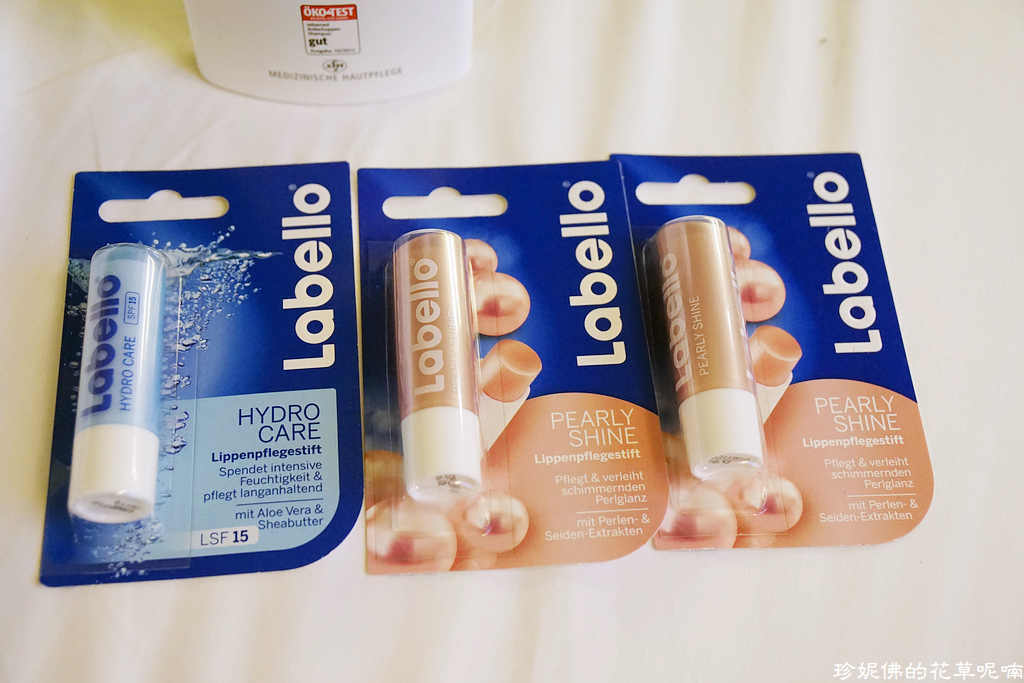 ÖKO-TEST
gut
MEDIZINISCHE HAUTPFLEGE
Labello
Labello
SPF 15
HYDRO CARE
HYDRO
CARE
Lippenpflegestift
Spendet intensive
Feuchtigkeit &
pflegt langanhaltend
mit Aloe Vera &
Sheabutter
LSF 15
Labello
Labello
PEARLY
SHINE
Lippenpflegestift
Pflegt & verleiht
schimmernden
Perlglanz
mit Perlen- &
Seiden-Extrakten
Labello
Labello
PEARLY SHINE
PEARLY
SHINE
Lippenpflegestift
Pflegt & verleiht
schimmernden
Perlglanz
mit Perlen- &
Seiden-Extrakten
珍妮佛的花草呢喃